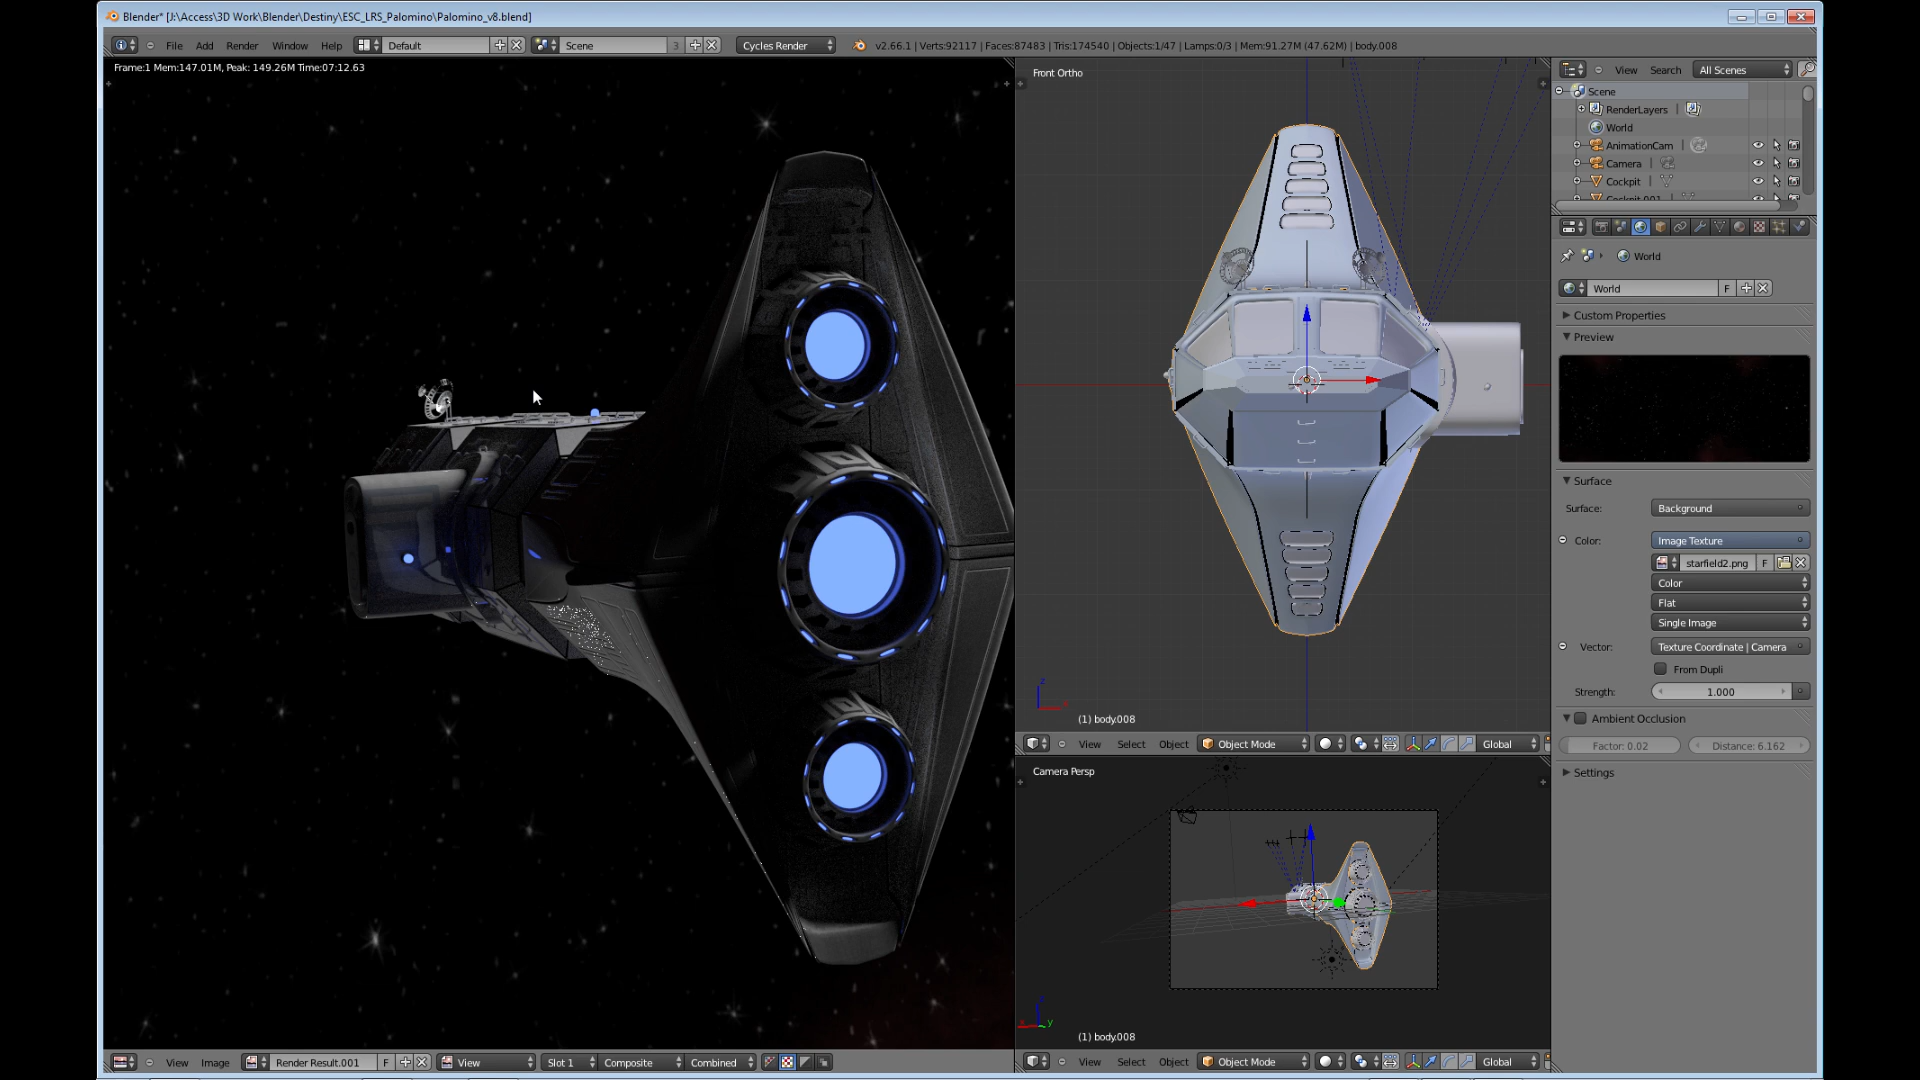 Blender* [J:\Access\3D Work\Blender\Destiny\ESC_LRS_Palomino\Palomino_v8.blend]
File Add Render Window Help Default Scene 3 Cycles Render v2.66.1 | Verts:92117 | Faces:87483 | Tris:174540 | Objects:1/47 | Lamps:0/3 | Mem:91.27M (47.62M) | body.008
Frame:1 Mem:147.01M, Peak: 149.26M Time:07:12.63
Front Ortho
View Search All Scenes
Scene
RenderLayers |
World
AnimationCam |
Camera |
Cockpit |
Cockpit.001
World
World F
Custom Properties
Preview
Surface
Surface: Background
Color: Image Texture
starfield2.png F
Color
Flat
Single Image
Vector: Texture Coordinate | Camera
From Dupli
Strength: 1.000
Ambient Occlusion
Factor: 0.02 Distance: 6.162
Settings
z
x
(1) body.008
View Select Object Object Mode Global
Camera Persp
x y
(1) body.008
View Select Object Object Mode Global
View Image Render Result.001 F View Slot 1 Composite Combined